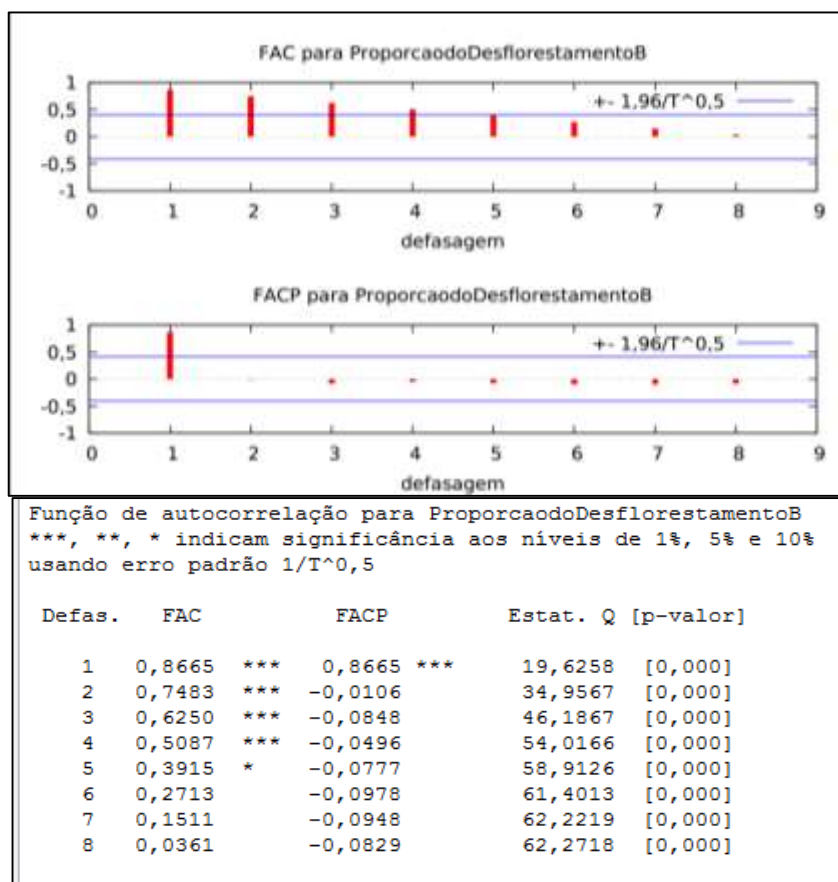 FAC para ProporcaodoDesflorestamentoB
1
0,5
0
-0,5
-1
+- 1,96/T^0,5
0 1 2 3 4 5 6 7 8 9
defasagem
FACP para ProporcaodoDesflorestamentoB
1
0,5
0
-0,5
-1
+- 1,96/T^0,5
0 1 2 3 4 5 6 7 8 9
defasagem
Função de autocorrelação para ProporcaodoDesflorestamentoB
***, **, * indicam significância aos níveis de 1%, 5% e 10%
usando erro padrão 1/T^0,5
Defas. FAC FACP Estat. Q [p-valor]
1 0,8665 *** 0,8665 *** 19,6258 [0,000]
2 0,7483 *** -0,0106 34,9567 [0,000]
3 0,6250 *** -0,0848 46,1867 [0,000]
4 0,5087 *** -0,0496 54,0166 [0,000]
5 0,3915 * -0,0777 58,9126 [0,000]
6 0,2713 -0,0978 61,4013 [0,000]
7 0,1511 -0,0948 62,2219 [0,000]
8 0,0361 -0,0829 62,2718 [0,000]